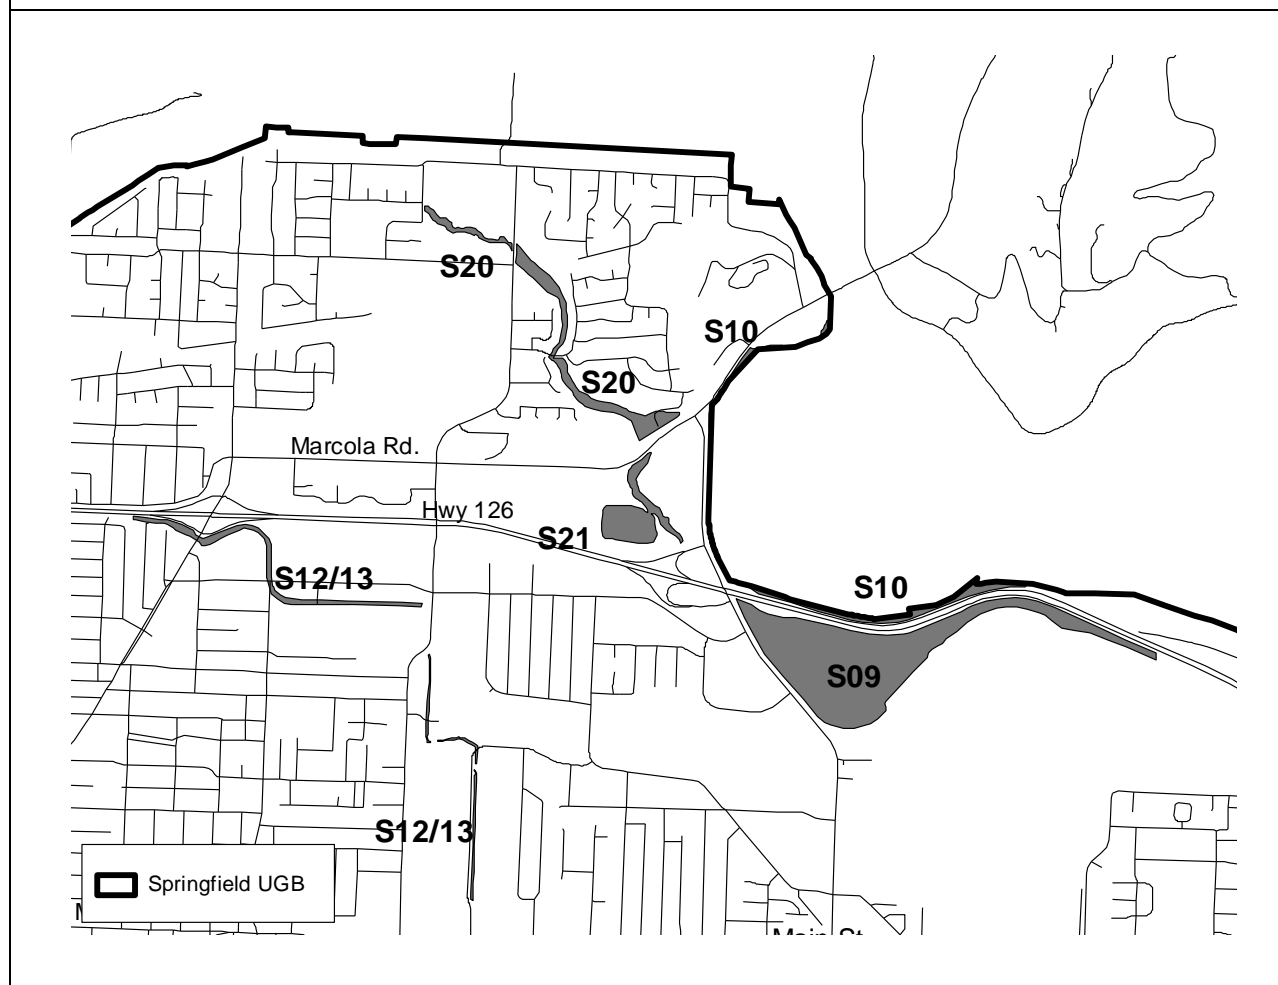 S20
S10
S20
Marcola Rd.
Hwy 126
S21
S12/13
S10
S09
S12/13
Springfield UGB
Main St